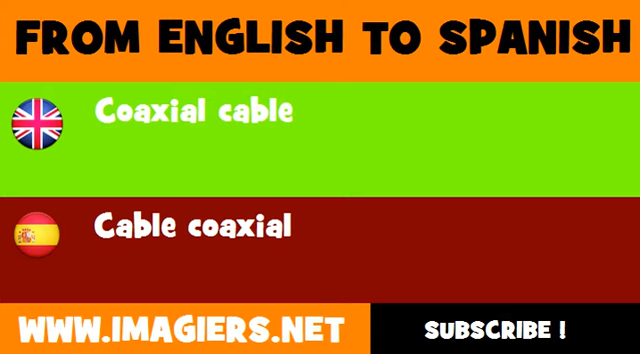 FROM ENGLISH TO SPANISH
Coaxial cable
Cable coaxial
WWW.IMAGIERS.NET
SUBSCRIBE !